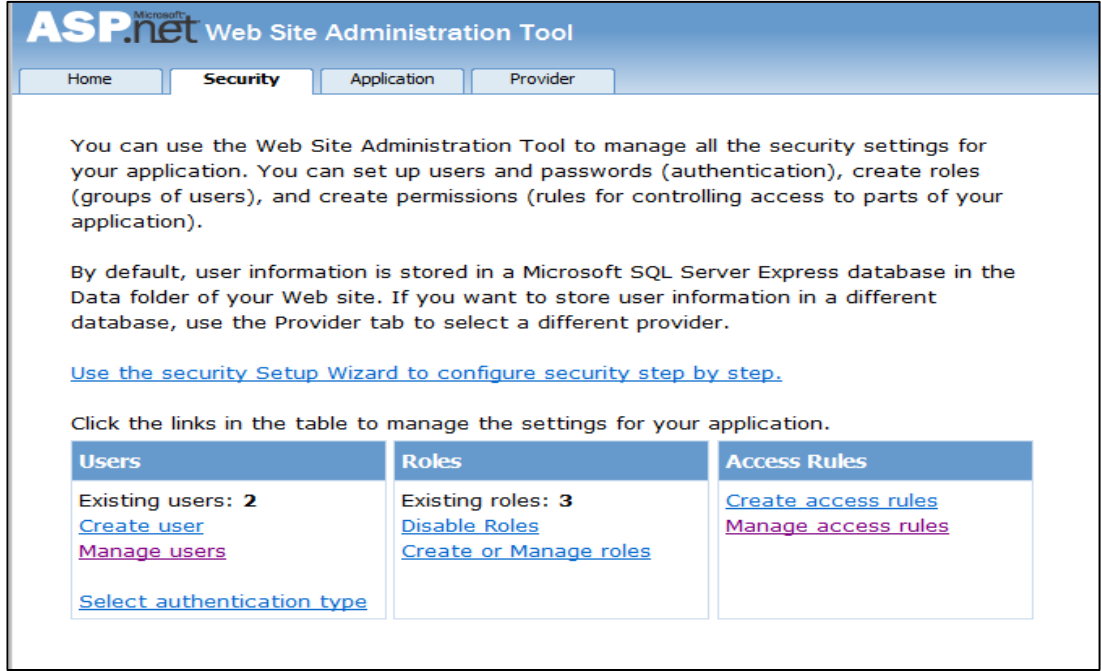 Microsoft
ASP.net Web Site Administration Tool
Home Security Application Provider
You can use the Web Site Administration Tool to manage all the security settings for
your application. You can set up users and passwords (authentication), create roles
(groups of users), and create permissions (rules for controlling access to parts of your
application).
By default, user information is stored in a Microsoft SQL Server Express database in the
Data folder of your Web site. If you want to store user information in a different
database, use the Provider tab to select a different provider.
Use the security Setup Wizard to configure security step by step.
Click the links in the table to manage the settings for your application.
Users Roles Access Rules
Existing users: 2 Existing roles: 3 Create access rules
Create user Disable Roles Manage access rules
Manage users Create or Manage roles
Select authentication type